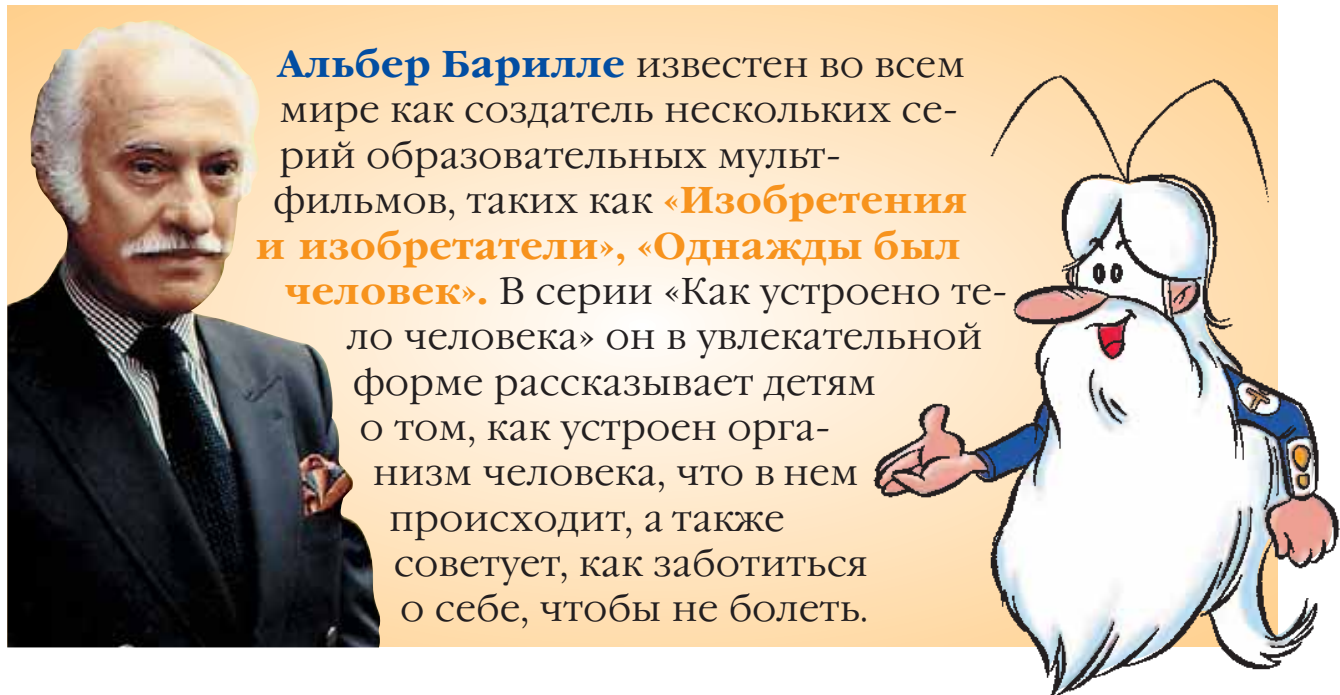 Альбер Барилле известен во всем
мире как создатель нескольких се-
рий образовательных мульт-
фильмов, таких как «Изобретения
и изобретатели», «Однажды был
человек». В серии «Как устроено те-
ло человека» он в увлекательной
форме рассказывает детям
о том, как устроен орга-
низм человека, что в нем
происходит, а также
советует, как заботиться
о себе, чтобы не болеть.